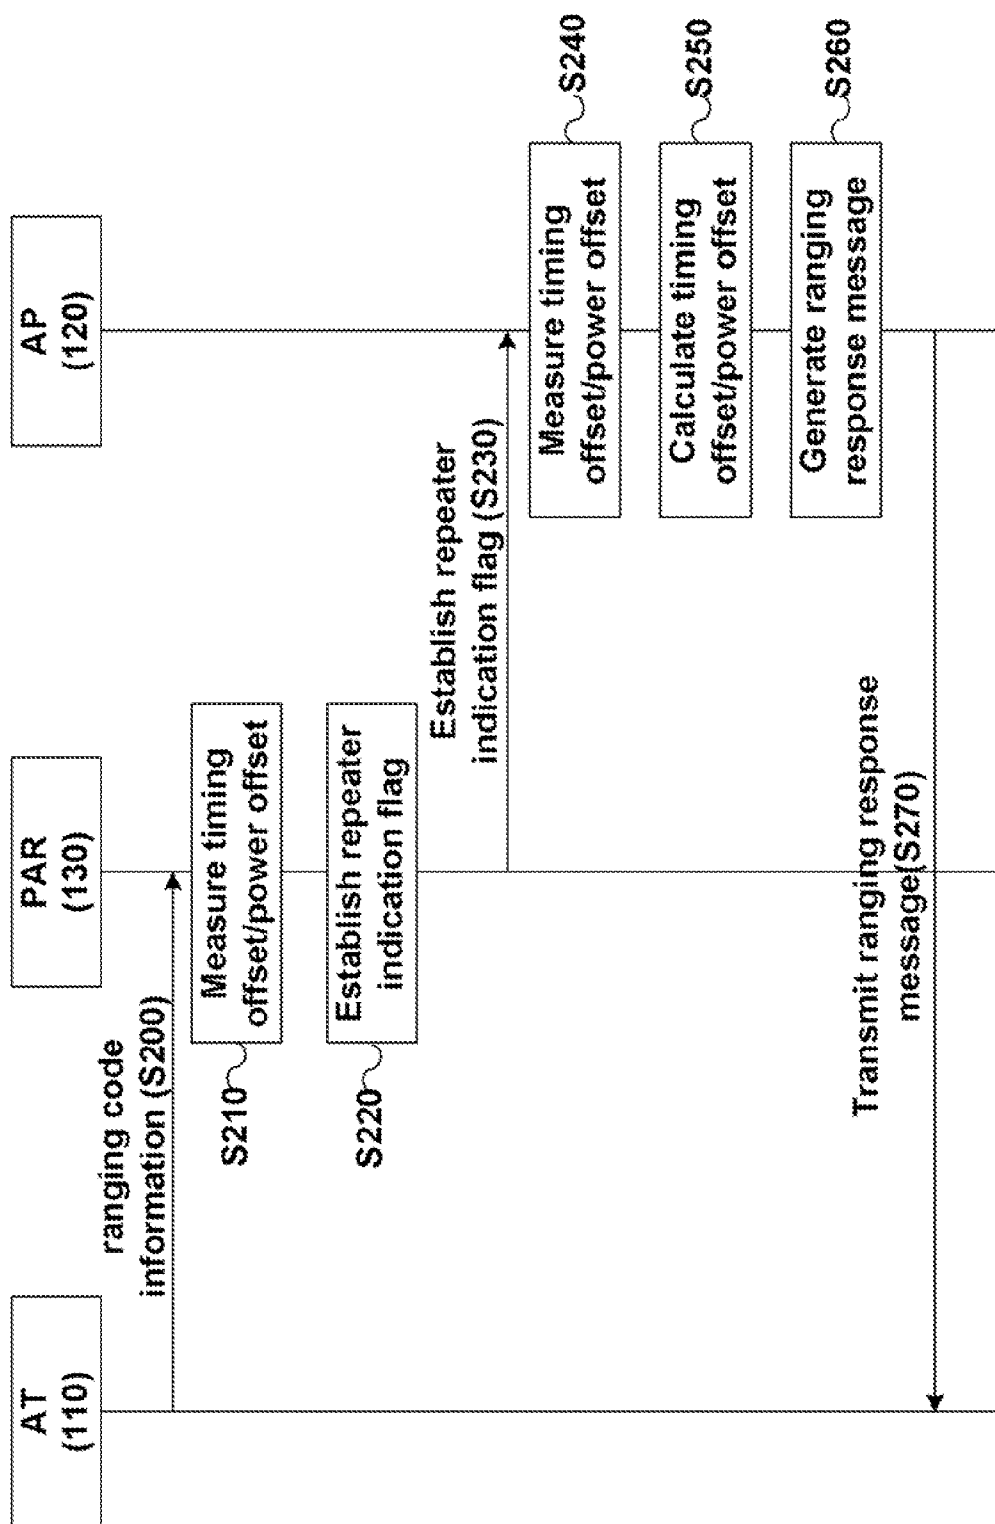 AT
(110)
PAR
(130)
AP
(120)
ranging code
information (S200)
Measure timing
offset/power offset
S210
Establish repeater
indication flag
S220
Establish repeater
indication flag (S230)
Measure timing
offset/power offset
S240
Calculate timing
offset/power offset
S250
Generate ranging
response message
S260
Transmit ranging response
message(S270)